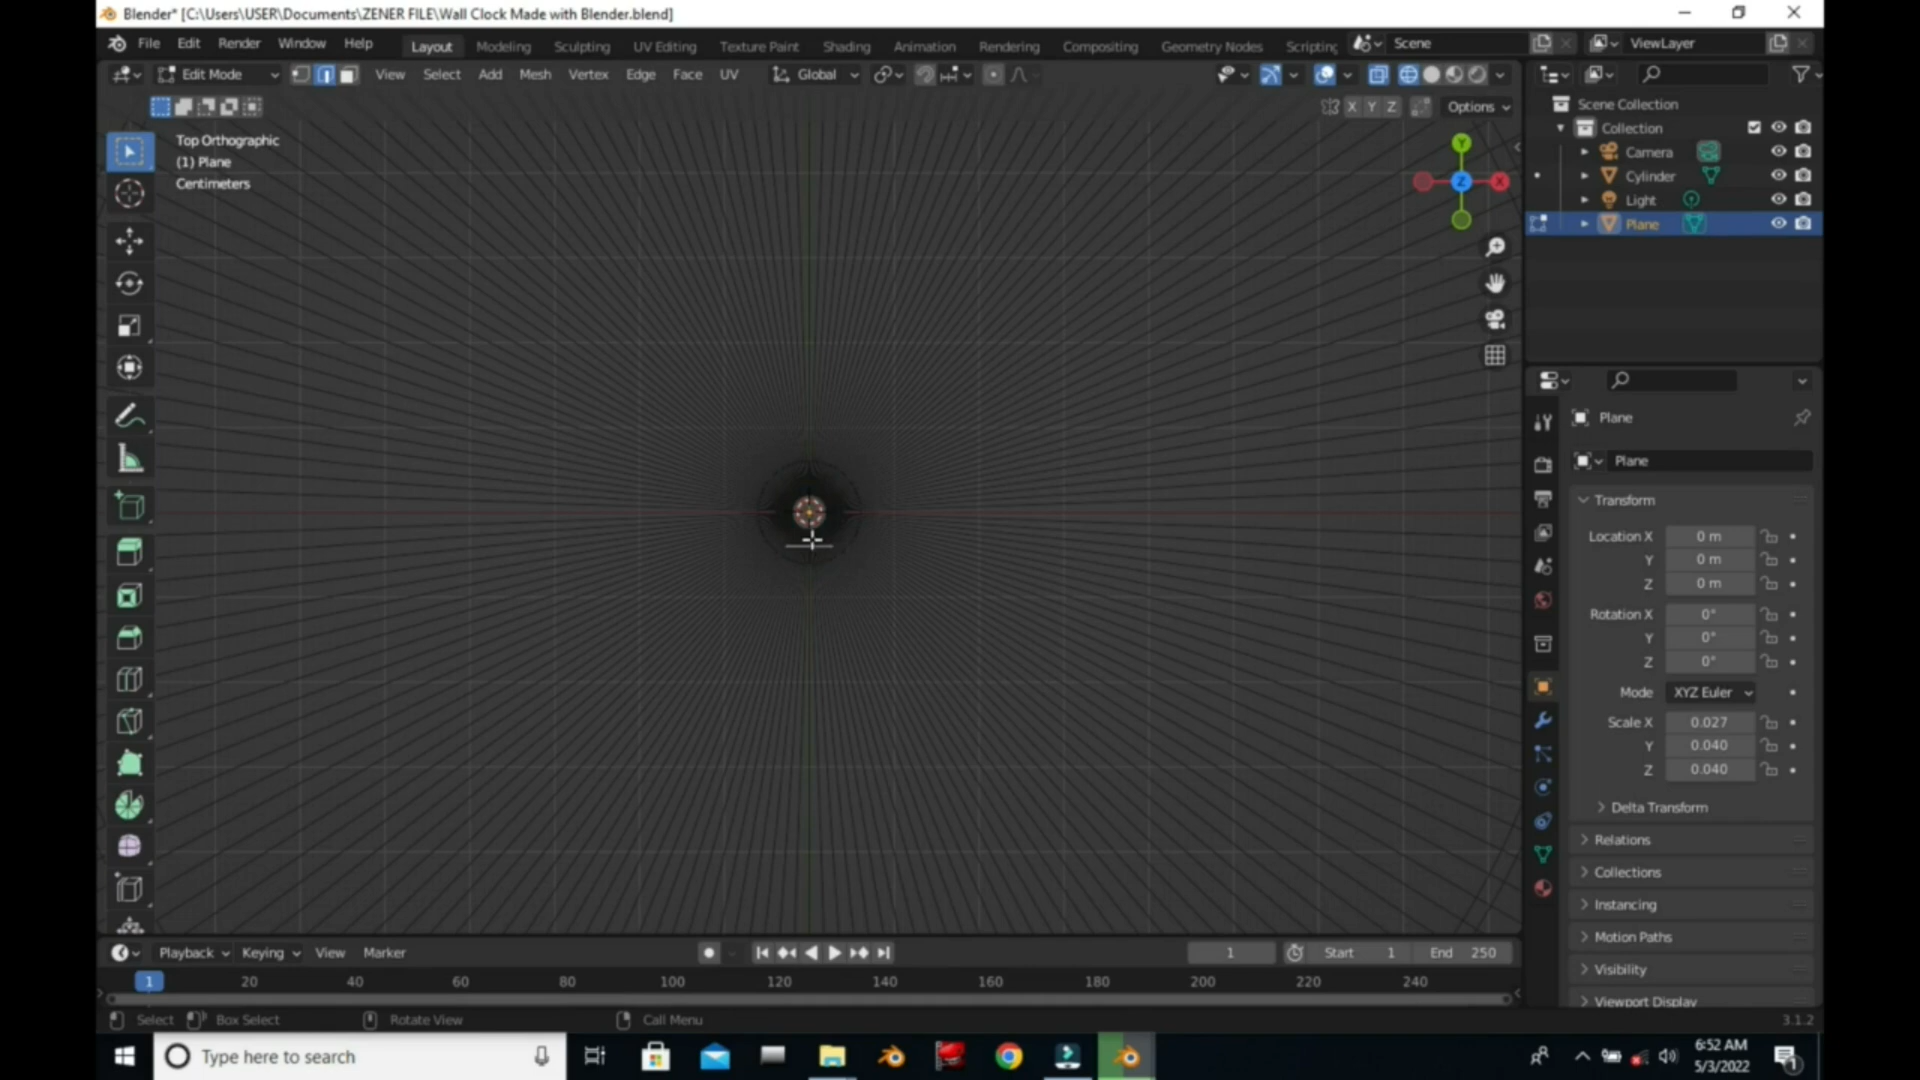 Blender* [C:\Users\USER\Documents\ZENER FILE\Wall Clock Made with Blender.blend]
File Edit Render Window Help Layout Modeling Sculpting UV Editing Texture Paint Shading Animation Rendering Compositing Geometry Nodes Scripting Scene ViewLayer
Edit Mode View Select Add Mesh Vertex Edge Face UV Global
X Y Z Options
Top Orthographic
(1) Plane
Centimeters
Y
Z X
Scene Collection
Collection
Camera
Cylinder
Light
Plane
Plane
Plane
Transform
Location X 0 m
Y 0 m
Z 0 m
Rotation X 0°
Y 0°
Z 0°
Mode XYZ Euler
Scale X 0.027
Y 0.040
Z 0.040
Delta Transform
Relations
Collections
Instancing
Motion Paths
Visibility
Viewport Display
Playback Keying View Marker 1 Start 1 End 250
1 20 40 60 80 100 120 140 160 180 200 220 240
Select Box Select Rotate View Call Menu 3.1.2
Type here to search
6:52 AM
5/3/2022
1